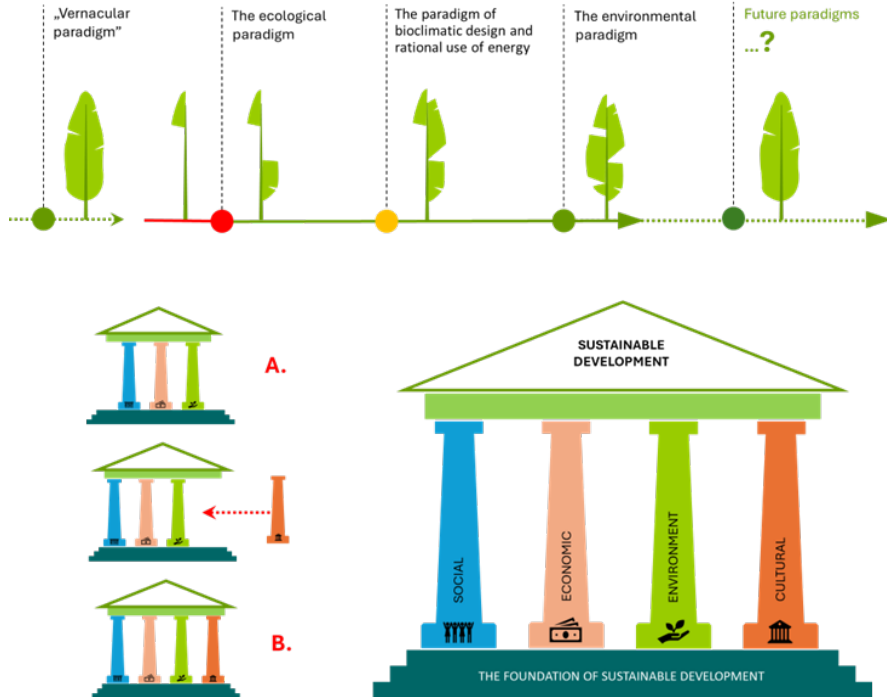 „Vernacular
paradigm”
The ecological
paradigm
The paradigm of
bioclimatic design and
rational use of energy
The environmental
paradigm
Future paradigms
...?
A.
B.
SUSTAINABLE
DEVELOPMENT
SOCIAL
ECONOMIC
ENVIRONMENT
CULTURAL
THE FOUNDATION OF SUSTAINABLE DEVELOPMENT